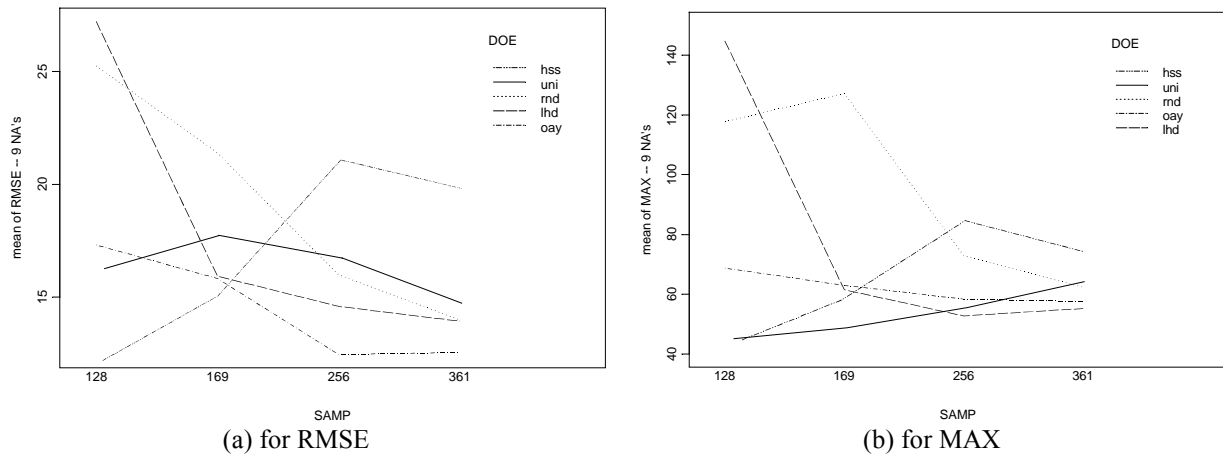 DOE
hss
uni
rnd
lhd
oay
25
20
15
mean of RMSE -- 9 NA's
128 169 256 361
SAMP
(a) for RMSE
DOE
hss
uni
rnd
oay
lhd
140
120
100
80
60
40
mean of MAX -- 9 NA's
128 169 256 361
SAMP
(b) for MAX